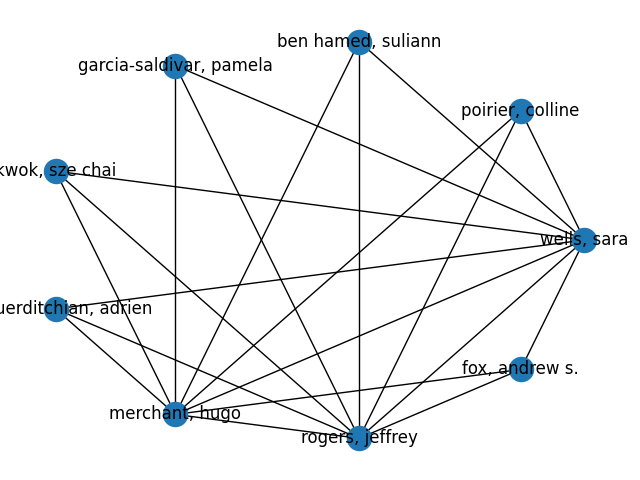 ben hamed, suliann
garcia-saldivar, pamela
poirier, colline
kwok, sze chai
wells, sara
adrien
fox, andrew s.
merchant, hugo
rogers, jeffrey